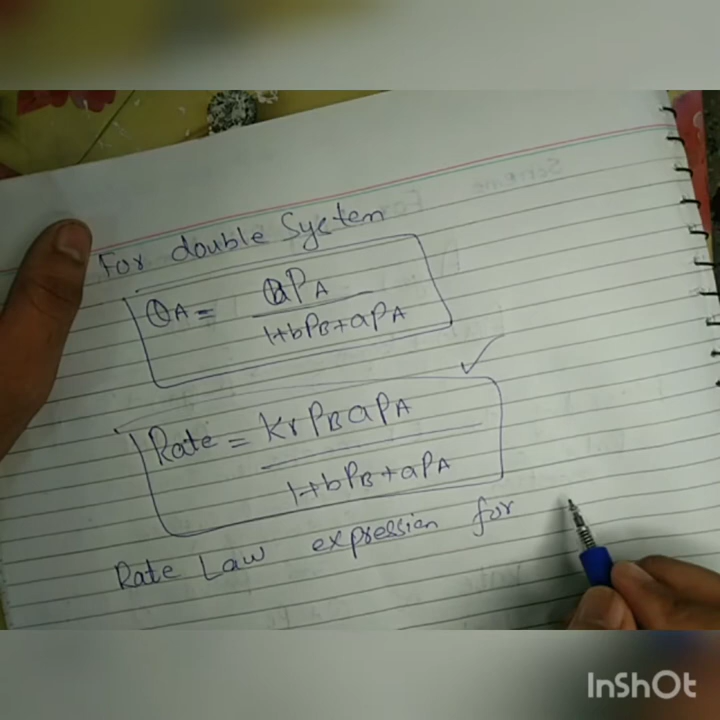 For double System
θA = aPA / 1+bPB+aPA
Rate = Kr PB aPA / 1+bPB+aPA
Rate Law expression for
InShOt